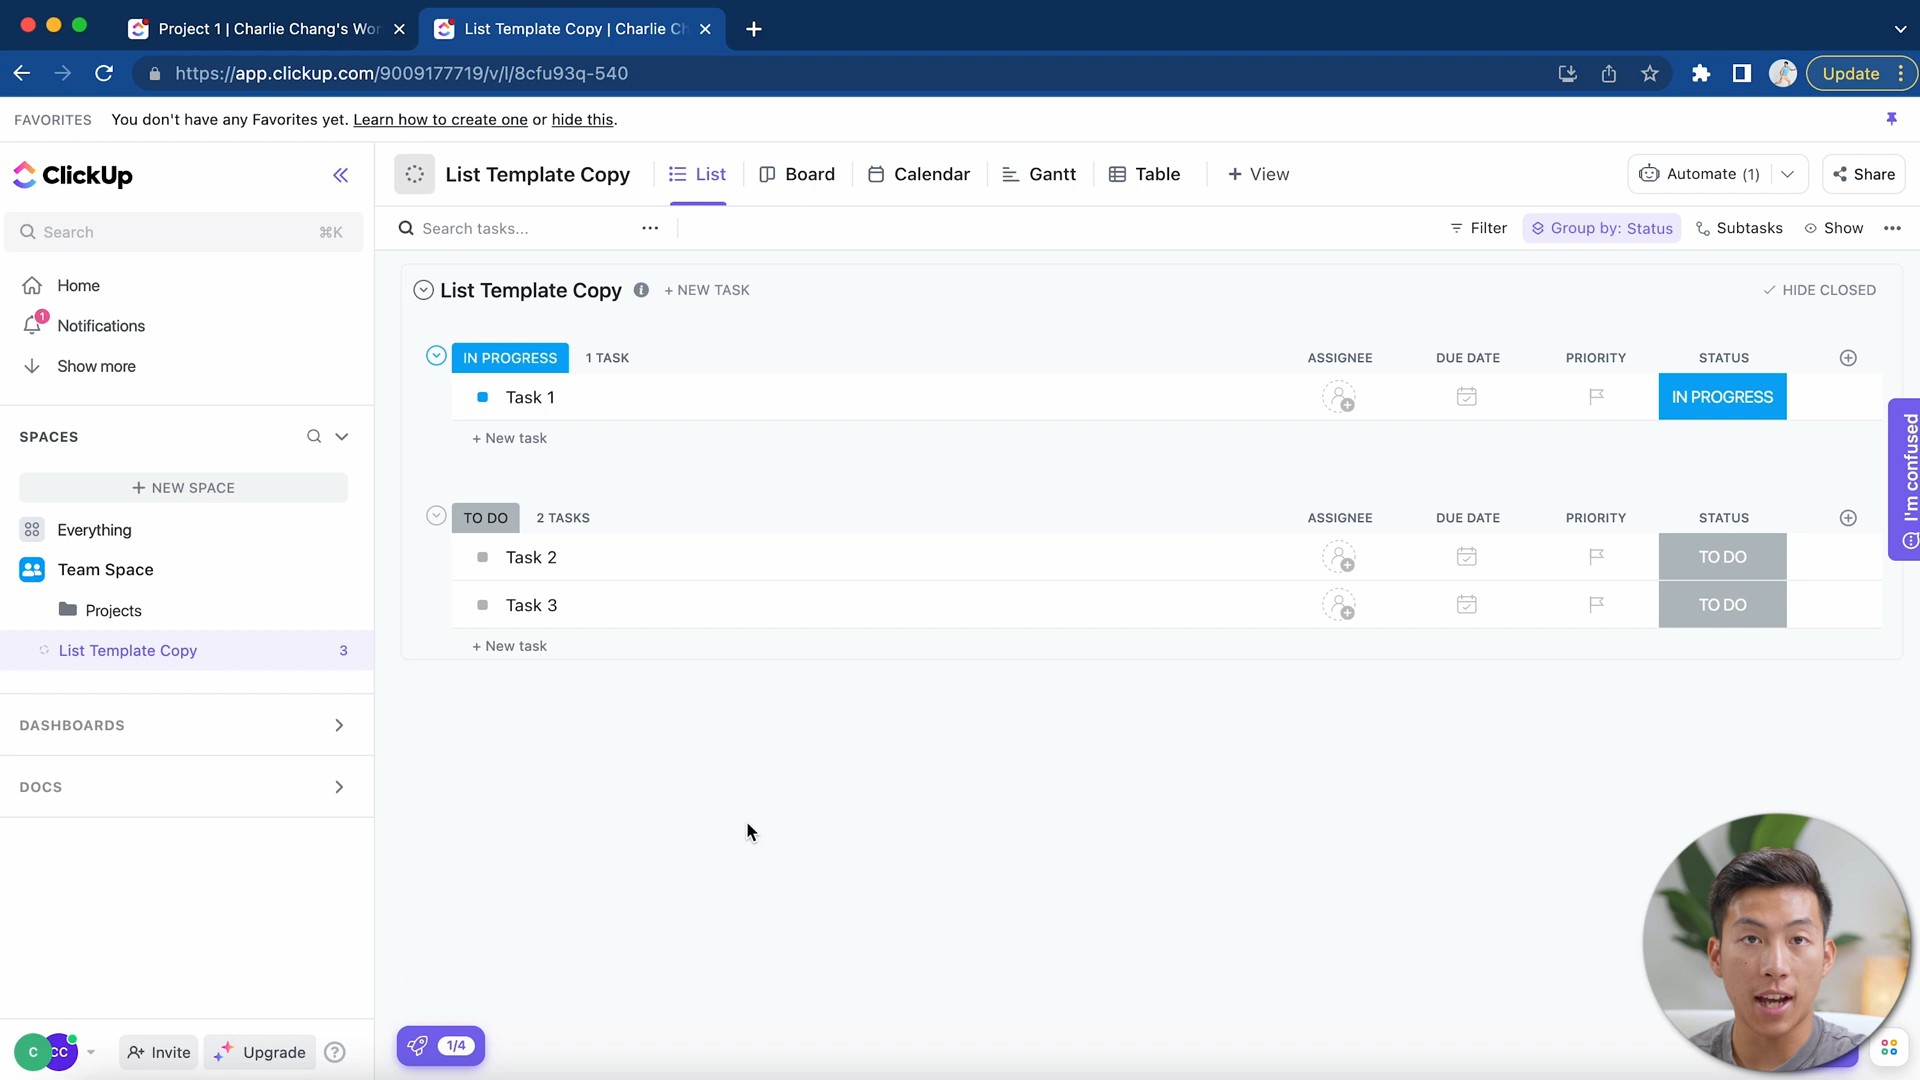 Project 1 | Charlie Chang's Wor
List Template Copy | Charlie Ch
https://app.clickup.com/9009177719/v/l/8cfu93q-540
Update
FAVORITES You don't have any Favorites yet. Learn how to create one or hide this.
ClickUp
List Template Copy
List
Board
Calendar
Gantt
Table
+ View
Automate (1)
Share
Search ⌘K
Search tasks...
Filter
Group by: Status
Subtasks
Show
Home
1
Notifications
Show more
List Template Copy
+ NEW TASK
HIDE CLOSED
IN PROGRESS 1 TASK ASSIGNEE DUE DATE PRIORITY STATUS
Task 1 IN PROGRESS
+ New task
SPACES
+ NEW SPACE
Everything
Team Space
Projects
List Template Copy 3
TO DO 2 TASKS ASSIGNEE DUE DATE PRIORITY STATUS
Task 2 TO DO
Task 3 TO DO
+ New task
I'm confused
DASHBOARDS
DOCS
C CC
Invite
Upgrade
?
1/4